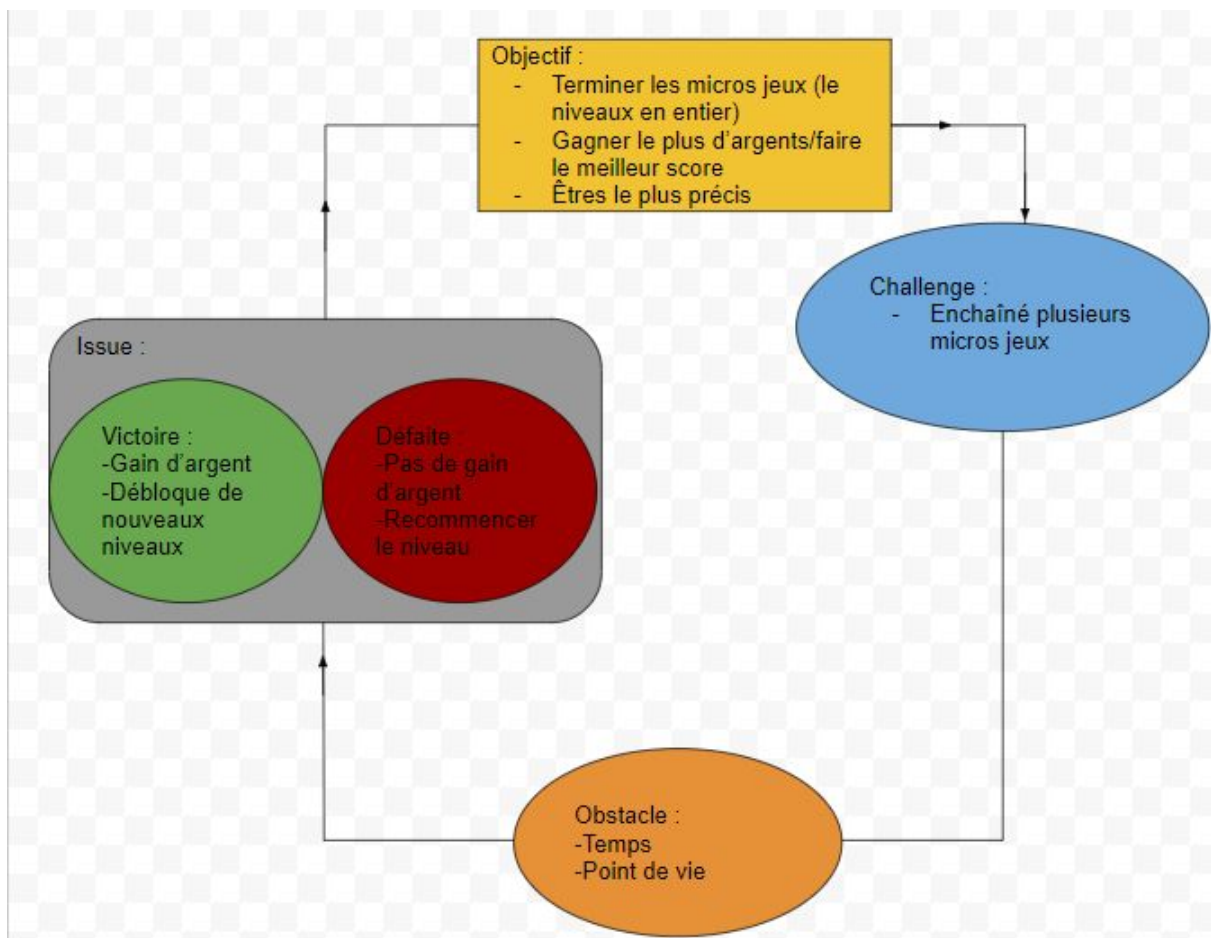 Objectif :
- Terminer les micros jeux (le
niveaux en entier)
- Gagner le plus d'argents/faire
le meilleur score
- Êtres le plus précis
Challenge :
- Enchaîné plusieurs
micros jeux
Issue :
Victoire :
-Gain d'argent
-Débloque de
nouveaux
niveaux
Défaite :
-Pas de gain
d'argent
-Recommencer
le niveau
Obstacle :
-Temps
-Point de vie